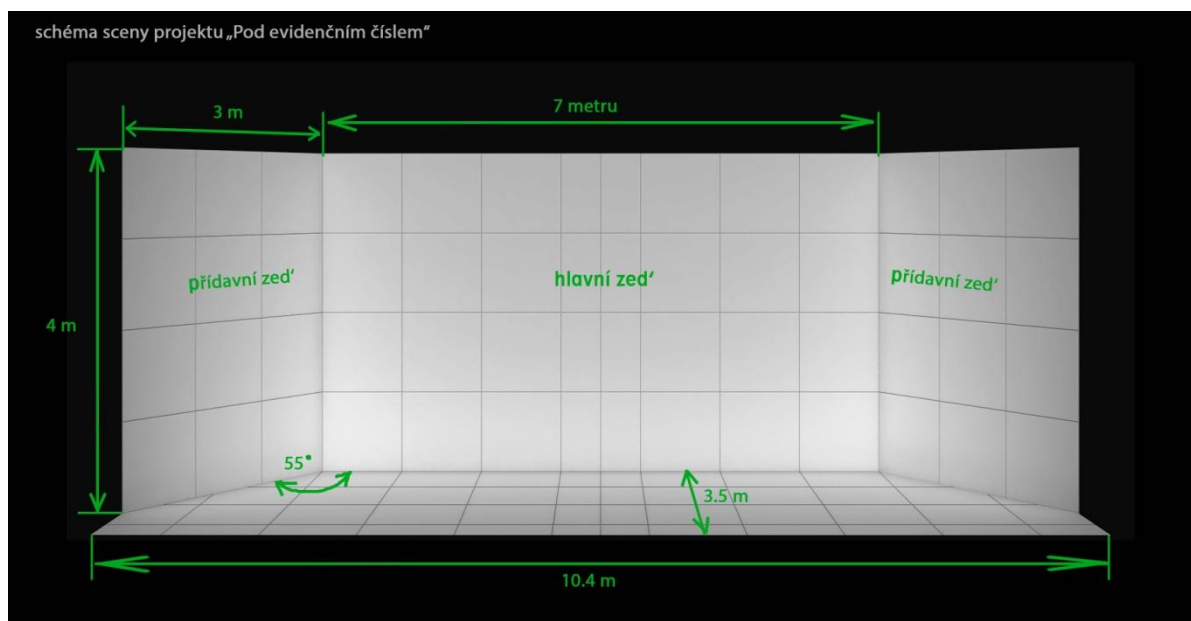 schéma sceny projektu „Pod evidenčním číslem“
3 m
7 metru
přídavní zeď
hlavní zeď
přídavní zeď
4 m
55°
3.5 m
10.4 m